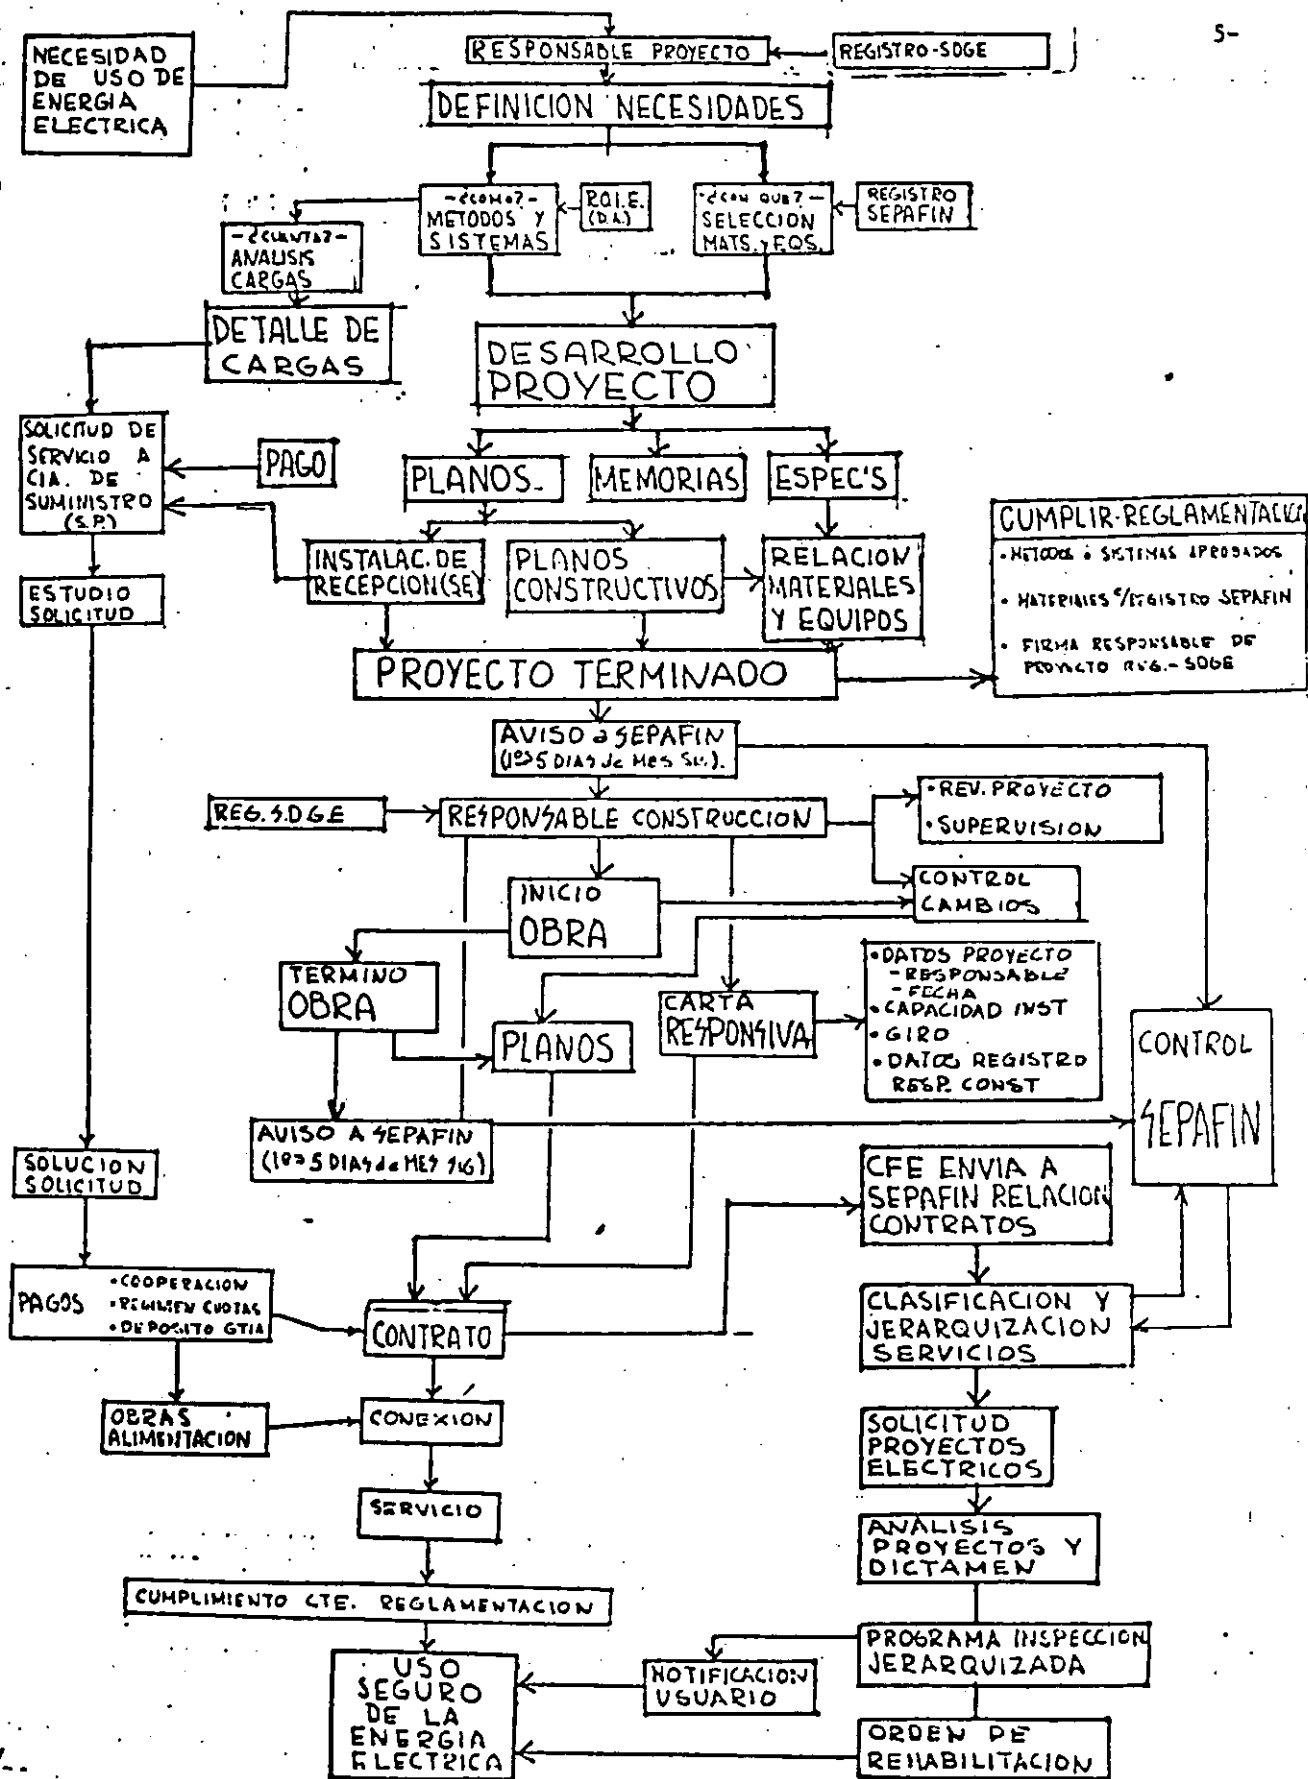 5-
NECESIDAD
DE USO DE
ENERGIA
ELECTRICA
RESPONSABLE PROYECTO
REGISTRO-SDGE
DEFINICION NECESIDADES
-¿COMO?-
METODOS Y
SISTEMAS
R.O.I.E.
(D.A.)
-¿CON QUE?-
SELECCION
MATS. Y EQS.
REGISTRO
SEPAFIN
-¿CUANTA?-
ANALISIS
CARGAS
DETALLE DE
CARGAS
DESARROLLO
PROYECTO
SOLICITUD DE
SERVICIO A
CIA. DE
SUMINISTRO
(S.P.)
PAGO
PLANOS-
MEMORIAS
ESPEC'S
INSTALAC. DE
RECEPCION(SE)
PLANOS
CONSTRUCTIVOS
RELACION
MATERIALES
Y EQUIPOS
CUMPLIR-REGLAMENTACION
• METODOS ó SISTEMAS APROBADOS
• MATERIALES C/REGISTRO SEPAFIN
• FIRMA RESPONSABLE DE
PROYECTO REG.-SDGE
ESTUDIO
SOLICITUD
PROYECTO TERMINADO
AVISO a SEPAFIN
(1os 5 DIAS de MES SIG.).
REG. S.D.G.E
RESPONSABLE CONSTRUCCION
• REV. PROYECTO
• SUPERVISION
INICIO
OBRA
CONTROL
CAMBIOS
TERMINO
OBRA
PLANOS
CARTA
RESPONSIVA
• DATOS PROYECTO
- RESPONSABLE
- FECHA
• CAPACIDAD INST
• GIRO
• DATOS REGISTRO
RESP. CONST
CONTROL
SEPAFIN
AVISO A SEPAFIN
(1os 5 DIAS de MES SIG)
SOLUCION
SOLICITUD
CFE ENVIA A
SEPAFIN RELACION
CONTRATOS
PAGOS
• COOPERACION
• REGIMEN CUOTAS
• DEPOSITO GTIA
CONTRATO
CLASIFICACION Y
JERARQUIZACION
SERVICIOS
OBRAS
ALIMENTACION
CONEXIÓN
SOLICITUD
PROYECTOS
ELECTRICOS
SERVICIO
ANALISIS
PROYECTOS Y
DICTAMEN
CUMPLIMIENTO CTE. REGLAMENTACION
PROGRAMA INSPECCION
JERARQUIZADA
USO
SEGURO
DE LA
ENERGIA
ELECTRICA
NOTIFICACION
USUARIO
ORDEN DE
REHABILITACION